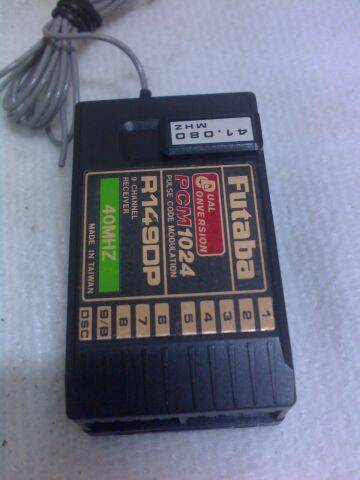 41.080
MHZ
Futaba
DUAL
CONVERSION
PCM1024
PULSE CODE MODULATION
R149DP
9-CHANNEL
RECEIVER
40MHZ
MADE IN TAIWAN
1
2
3
4
5
6
7
8
9/B
DSC